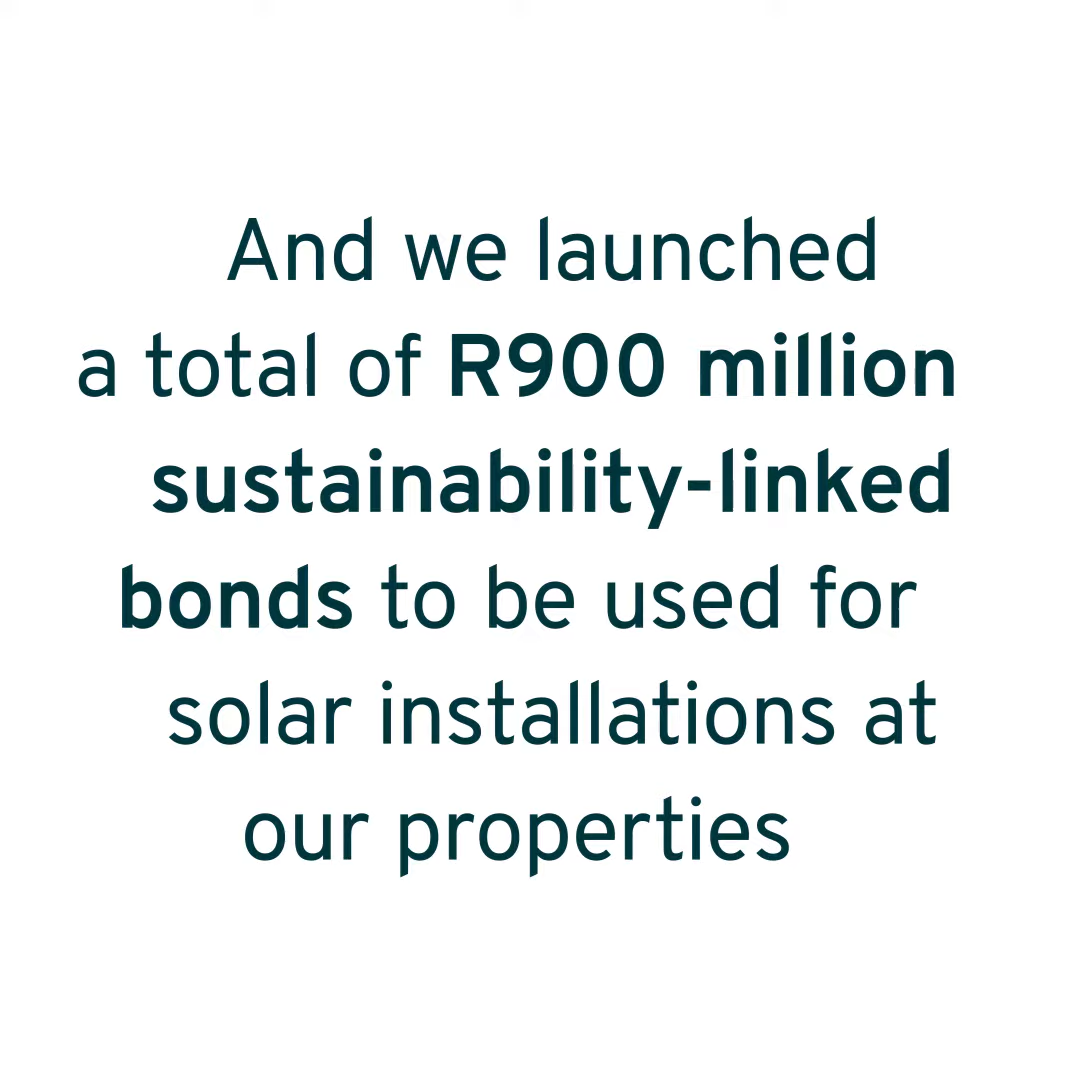 And we launched
a total of R900 million
sustainability-linked
bonds to be used for
solar installations at
our properties